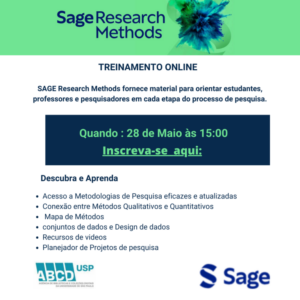 Sage Research
Methods
TREINAMENTO ONLINE
SAGE Research Methods fornece material para orientar estudantes,
professores e pesquisadores em cada etapa do processo de pesquisa.
Quando : 28 de Maio às 15:00
Inscreva-se aqui:
Descubra e Aprenda
Acesso a Metodologias de Pesquisa eficazes e atualizadas
Conexão entre Métodos Qualitativos e Quantitativos
Mapa de Métodos
conjuntos de dados e Design de dados
Recursos de videos
Planejador de Projetos de pesquisa
ABCD USP
Sage